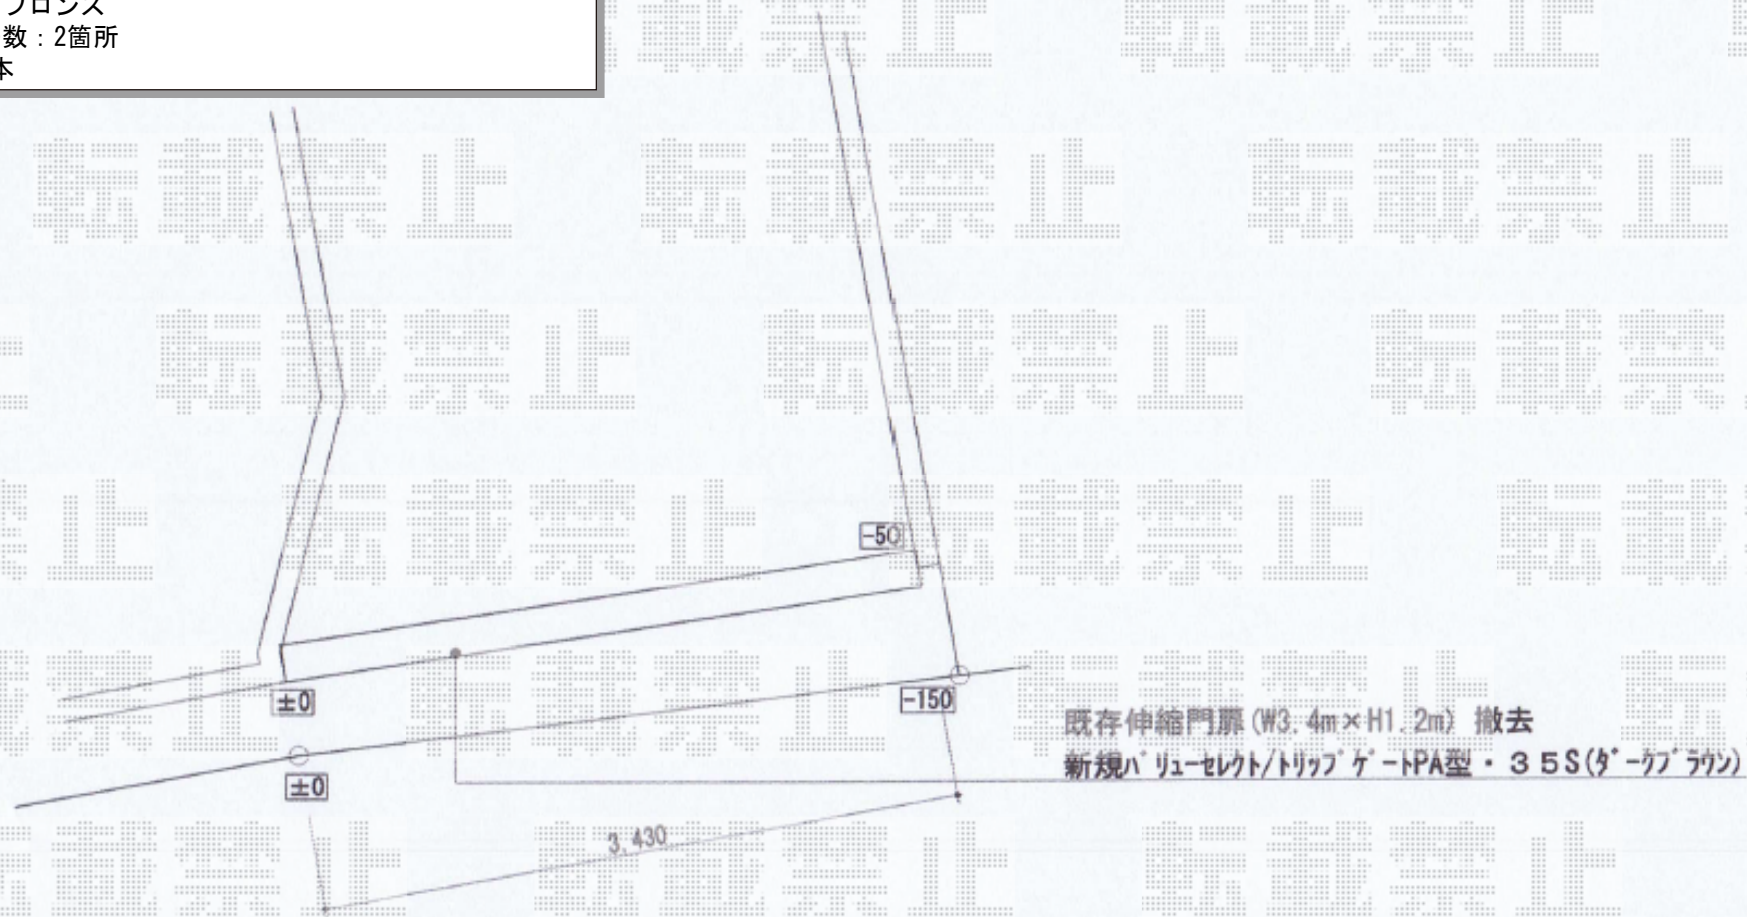 ブロンズ
数：2箇所
本
転載禁止
-50
±0
-150
±0
既存伸縮門扉(W3.4m×H1.2m) 撤去
新規ﾊﾞﾘｭｰｾﾚｸﾄ/ﾄﾘｯﾌﾟｹﾞｰﾄPA型・３５S(ﾀﾞｰｸﾌﾞﾗｳﾝ)
3,430